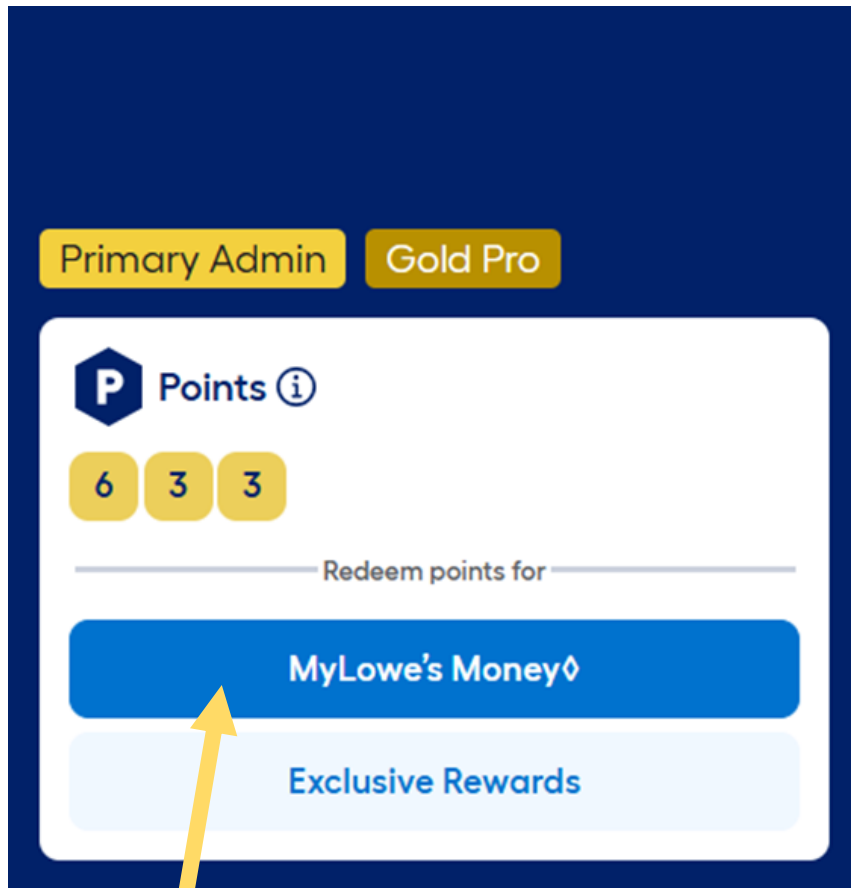 Primary Admin Gold Pro
P Points i
6 3 3
Redeem points for
MyLowe's Money◊
Exclusive Rewards